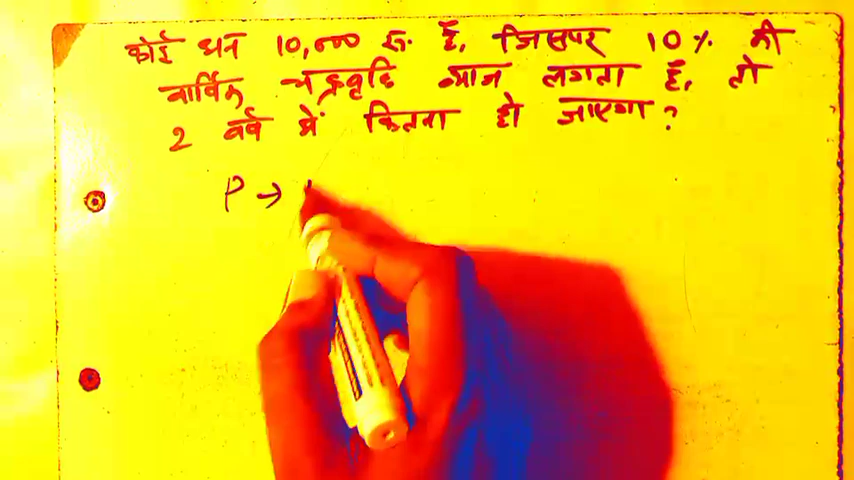 कोई धन 10,000 रु. है, जिसपर 10% की
वार्षिक चक्रवृद्धि ब्याज लगता है, तो
2 वर्ष में कितना हो जाएगा?
P →